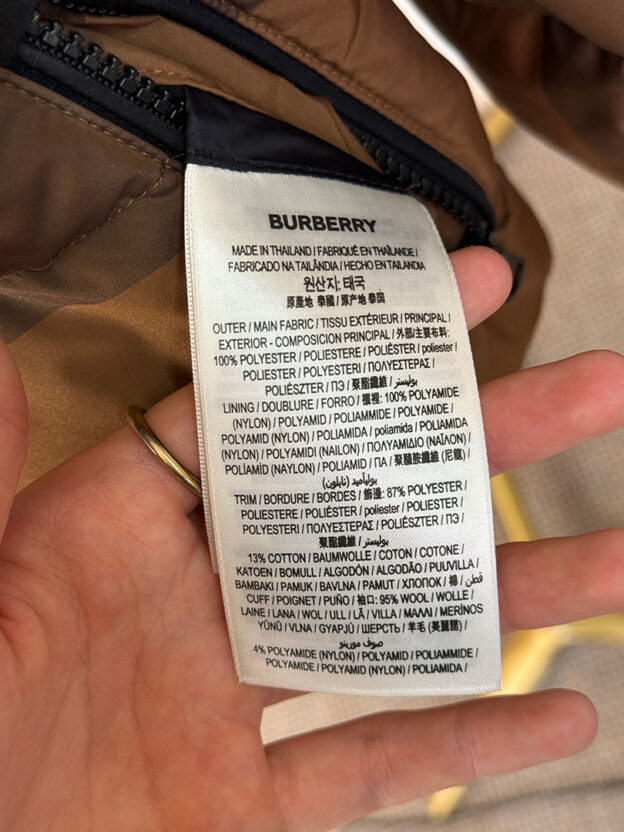 BURBERRY
MADE IN THAILAND / FABRIQUÉ EN THAÏLANDE /
FABRICADO NA TAILÂNDIA / HECHO EN TAILANDIA
원산지: 태국
原產地 泰國 / 原产地 泰国
OUTER / MAIN FABRIC / TISSU EXTÉRIEUR / PRINCIPAL /
EXTERIOR - COMPOSICION PRINCIPAL / 外部/主要布料:
100% POLYESTER / POLIESTERE / POLIÉSTER / poliester /
POLIESTER / POLYESTERI / ΠΟΛΥΕΣΤΕΡΑΣ /
POLIÉSZTER / ПЭ / 聚酯纖維 / بوليستر /
LINING / DOUBLURE / FORRO / 襯裡: 100% POLYAMIDE
(NYLON) / POLYAMID / POLIAMMIDE / POLYAMIDE /
POLYAMID (NYLON) / POLIAMIDA / poliamida / POLYAMID
(NYLON) / POLYAMIDI (NAILON) / ΠΟΛΥΑΜΙΔΙΟ (ΝΑΪΛΟΝ) /
POLÍAMÍD (NAYLON) / POLIAMID / ПА / 聚醯胺纖維 (尼龍) /
بوليأميد (نايلون)
TRIM / BORDURE / BORDES / 飾邊: 87% POLYESTER /
POLIESTERE / POLIÉSTER / poliester / POLIESTER /
POLYESTERI / ΠΟΛΥΕΣΤΕΡΑΣ / POLIÉSZTER / ПЭ /
聚酯纖維 / بوليستر
13% COTTON / BAUMWOLLE / COTON / COTONE /
KATOEN / BOMULL / ALGODÓN / ALGODÃO / PUUVILLA /
BAMBAKI / PAMUK / BAVLNA / PAMUT / ХЛОПОК / 棉 / قطن /
CUFF / POIGNET / PUÑO / 袖口: 95% WOOL / WOLLE /
LAINE / LANA / WOL / ULL / LÃ / VILLA / ΜΑΛΛΙ / MERİNOS
YÜNÜ / VLNA / GYAPJÚ / ШЕРСТЬ / 羊毛 (美麗諾) /
صوف مورينو
4% POLYAMIDE (NYLON) / POLYAMID / POLIAMMIDE /
POLYAMIDE / POLYAMID (NYLON) / POLIAMIDA /